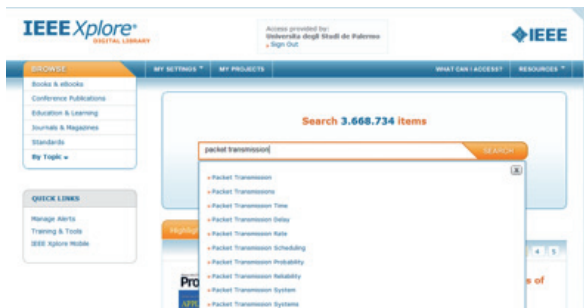 IEEE Xplore®
DIGITAL LIBRARY
Access provided by:
Universita degli Studi di Palermo
Sign Out
IEEE
BROWSE
MY SETTINGS
MY PROJECTS
WHAT CAN I ACCESS?
RESOURCES
Books & eBooks
Conference Publications
Education & Learning
Journals & Magazines
Standards
By Topic
Search 3.668.734 items
packet transmission
SEARCH
X
Packet Transmission
Packet Transmissions
Packet Transmission Time
Packet Transmission Delay
Packet Transmission Rate
Packet Transmission Scheduling
Packet Transmission Probability
Packet Transmission Reliability
Packet Transmission System
Packet Transmission Systems
QUICK LINKS
Manage Alerts
Training & Tools
IEEE Xplore Mobile
Highlight
4 5
Pro
s of